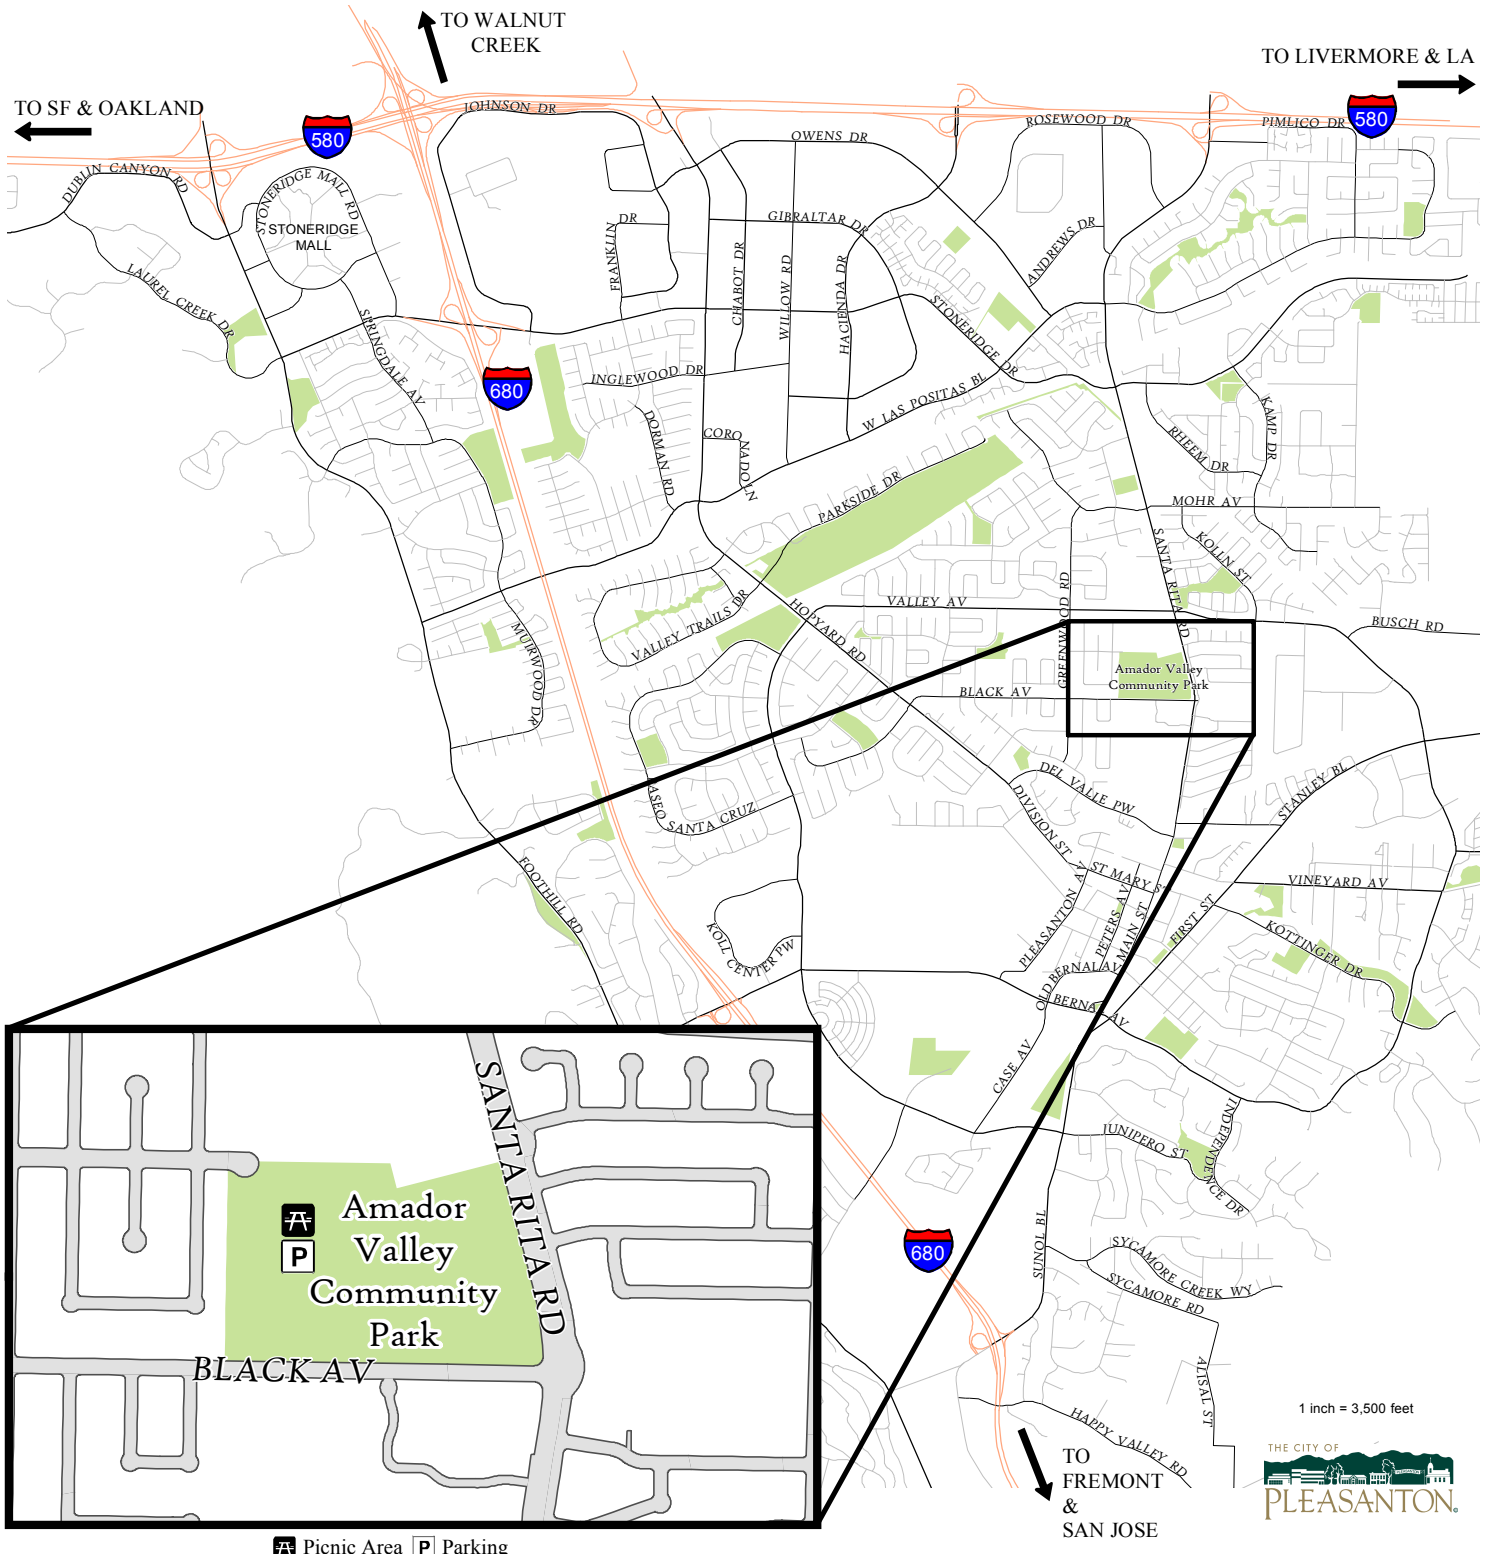 TO WALNUT
CREEK
TO LIVERMORE & LA
TO SF & OAKLAND
580
580
JOHNSON DR
OWENS DR
ROSEWOOD DR
PIMLICO DR
DUBLIN CANYON RD
STONERIDGE MALL RD
STONERIDGE
MALL
FRANKLIN
DR
GIBRALTAR DR
ANDREWS DR
CHABOT DR
WILLOW RD
HACIENDA DR
LAUREL CREEK DR
SPRINGDALE AV
STONERIDGE DR
680
INGLEWOOD DR
W LAS POSITAS BL
DORMAN RD
CORO
NADO LN
KAMP DR
RHEEM DR
PARKSIDE DR
MOHR AV
SANTA RITA RD
KOLLN ST
GREENWOOD RD
VALLEY AV
HOPYARD RD
VALLEY TRAILS DR
BUSCH RD
MUIRWOOD DR
Amador Valley
Community Park
BLACK AV
DEL VALLE PW
STANLEY BL
DIVISION ST
ASEO SANTA CRUZ
FOOTHILL RD
ST MARY S
VINEYARD AV
PLEASANTON AV
PETERS AV
MAIN ST
FIRST ST
KOTTINGER DR
KOLL CENTER PW
OLD BERNAL AV
BERNA
AV
CASE AV
INDEPENDENCE DR
JUNIPERO ST
SANTA RITA RD
Amador
Valley
Community
Park
P
BLACK AV
680
SUNOL BL
SYCAMORE CREEK WY
SYCAMORE RD
ALISAL ST
HAPPY VALLEY RD
1 inch = 3,500 feet
TO
FREMONT
&
SAN JOSE
THE CITY OF
PLEASANTON
Picnic Area P Parking